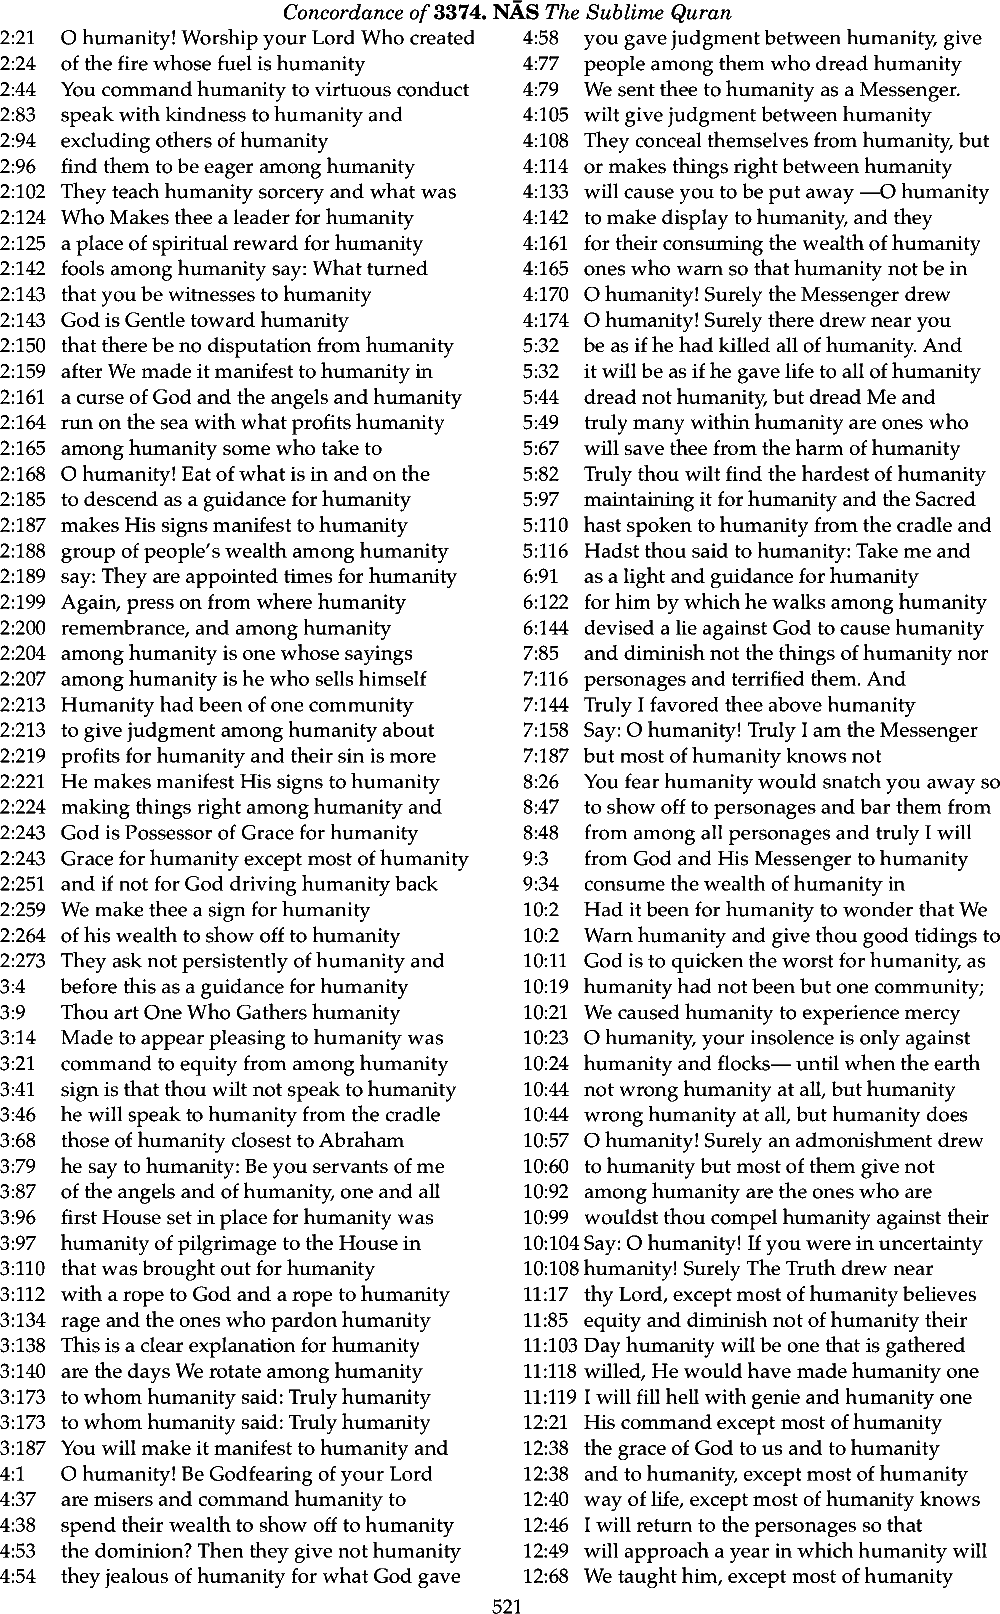 Concordance of 3374. NĀS The Sublime Quran
2:21 O humanity! Worship your Lord Who created
2:24 of the fire whose fuel is humanity
2:44 You command humanity to virtuous conduct
2:83 speak with kindness to humanity and
2:94 excluding others of humanity
2:96 find them to be eager among humanity
2:102 They teach humanity sorcery and what was
2:124 Who Makes thee a leader for humanity
2:125 a place of spiritual reward for humanity
2:142 fools among humanity say: What turned
2:143 that you be witnesses to humanity
2:143 God is Gentle toward humanity
2:150 that there be no disputation from humanity
2:159 after We made it manifest to humanity in
2:161 a curse of God and the angels and humanity
2:164 run on the sea with what profits humanity
2:165 among humanity some who take to
2:168 O humanity! Eat of what is in and on the
2:185 to descend as a guidance for humanity
2:187 makes His signs manifest to humanity
2:188 group of people's wealth among humanity
2:189 say: They are appointed times for humanity
2:199 Again, press on from where humanity
2:200 remembrance, and among humanity
2:204 among humanity is one whose sayings
2:207 among humanity is he who sells himself
2:213 Humanity had been of one community
2:213 to give judgment among humanity about
2:219 profits for humanity and their sin is more
2:221 He makes manifest His signs to humanity
2:224 making things right among humanity and
2:243 God is Possessor of Grace for humanity
2:243 Grace for humanity except most of humanity
2:251 and if not for God driving humanity back
2:259 We make thee a sign for humanity
2:264 of his wealth to show off to humanity
2:273 They ask not persistently of humanity and
3:4 before this as a guidance for humanity
3:9 Thou art One Who Gathers humanity
3:14 Made to appear pleasing to humanity was
3:21 command to equity from among humanity
3:41 sign is that thou wilt not speak to humanity
3:46 he will speak to humanity from the cradle
3:68 those of humanity closest to Abraham
3:79 he say to humanity: Be you servants of me
3:87 of the angels and of humanity, one and all
3:96 first House set in place for humanity was
3:97 humanity of pilgrimage to the House in
3:110 that was brought out for humanity
3:112 with a rope to God and a rope to humanity
3:134 rage and the ones who pardon humanity
3:138 This is a clear explanation for humanity
3:140 are the days We rotate among humanity
3:173 to whom humanity said: Truly humanity
3:173 to whom humanity said: Truly humanity
3:187 You will make it manifest to humanity and
4:1 O humanity! Be Godfearing of your Lord
4:37 are misers and command humanity to
4:38 spend their wealth to show off to humanity
4:53 the dominion? Then they give not humanity
4:54 they jealous of humanity for what God gave
4:58 you gave judgment between humanity, give
4:77 people among them who dread humanity
4:79 We sent thee to humanity as a Messenger.
4:105 wilt give judgment between humanity
4:108 They conceal themselves from humanity, but
4:114 or makes things right between humanity
4:133 will cause you to be put away —O humanity
4:142 to make display to humanity, and they
4:161 for their consuming the wealth of humanity
4:165 ones who warn so that humanity not be in
4:170 O humanity! Surely the Messenger drew
4:174 O humanity! Surely there drew near you
5:32 be as if he had killed all of humanity. And
5:32 it will be as if he gave life to all of humanity
5:44 dread not humanity, but dread Me and
5:49 truly many within humanity are ones who
5:67 will save thee from the harm of humanity
5:82 Truly thou wilt find the hardest of humanity
5:97 maintaining it for humanity and the Sacred
5:110 hast spoken to humanity from the cradle and
5:116 Hadst thou said to humanity: Take me and
6:91 as a light and guidance for humanity
6:122 for him by which he walks among humanity
6:144 devised a lie against God to cause humanity
7:85 and diminish not the things of humanity nor
7:116 personages and terrified them. And
7:144 Truly I favored thee above humanity
7:158 Say: O humanity! Truly I am the Messenger
7:187 but most of humanity knows not
8:26 You fear humanity would snatch you away so
8:47 to show off to personages and bar them from
8:48 from among all personages and truly I will
9:3 from God and His Messenger to humanity
9:34 consume the wealth of humanity in
10:2 Had it been for humanity to wonder that We
10:2 Warn humanity and give thou good tidings to
10:11 God is to quicken the worst for humanity, as
10:19 humanity had not been but one community;
10:21 We caused humanity to experience mercy
10:23 O humanity, your insolence is only against
10:24 humanity and flocks— until when the earth
10:44 not wrong humanity at all, but humanity
10:44 wrong humanity at all, but humanity does
10:57 O humanity! Surely an admonishment drew
10:60 to humanity but most of them give not
10:92 among humanity are the ones who are
10:99 wouldst thou compel humanity against their
10:104 Say: O humanity! If you were in uncertainty
10:108 humanity! Surely The Truth drew near
11:17 thy Lord, except most of humanity believes
11:85 equity and diminish not of humanity their
11:103 Day humanity will be one that is gathered
11:118 willed, He would have made humanity one
11:119 I will fill hell with genie and humanity one
12:21 His command except most of humanity
12:38 the grace of God to us and to humanity
12:38 and to humanity, except most of humanity
12:40 way of life, except most of humanity knows
12:46 I will return to the personages so that
12:49 will approach a year in which humanity will
12:68 We taught him, except most of humanity
521